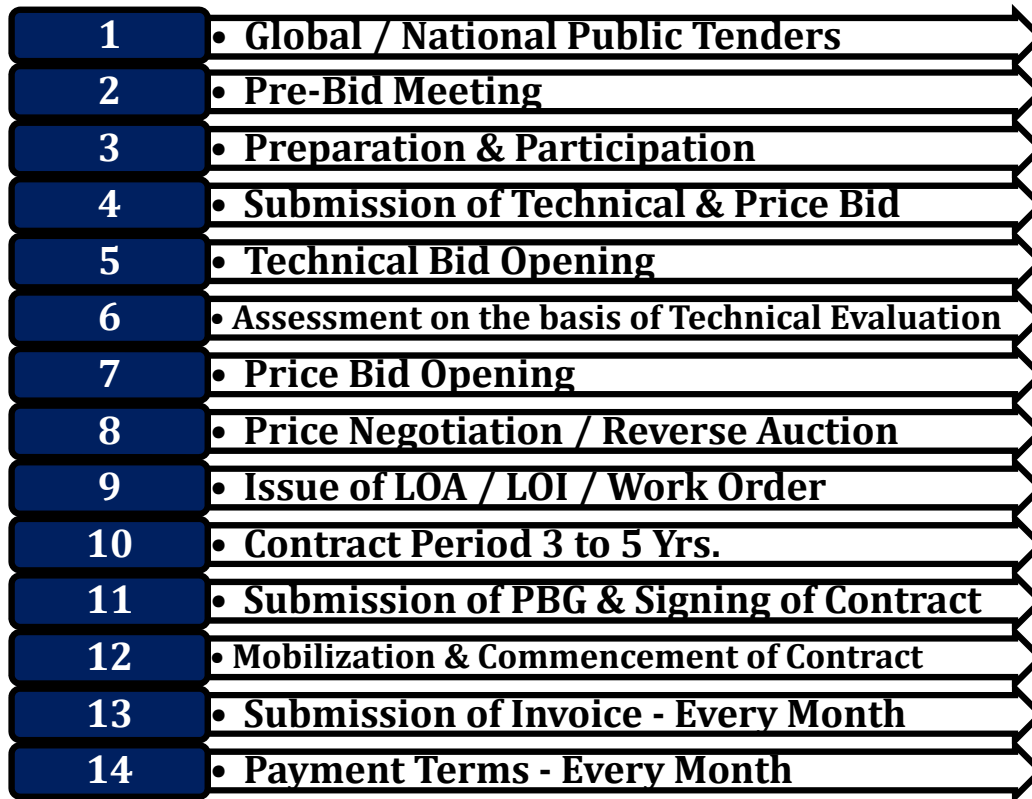 1 • Global / National Public Tenders
2 • Pre-Bid Meeting
3 • Preparation & Participation
4 • Submission of Technical & Price Bid
5 • Technical Bid Opening
6 • Assessment on the basis of Technical Evaluation
7 • Price Bid Opening
8 • Price Negotiation / Reverse Auction
9 • Issue of LOA / LOI / Work Order
10 • Contract Period 3 to 5 Yrs.
11 • Submission of PBG & Signing of Contract
12 • Mobilization & Commencement of Contract
13 • Submission of Invoice - Every Month
14 • Payment Terms - Every Month